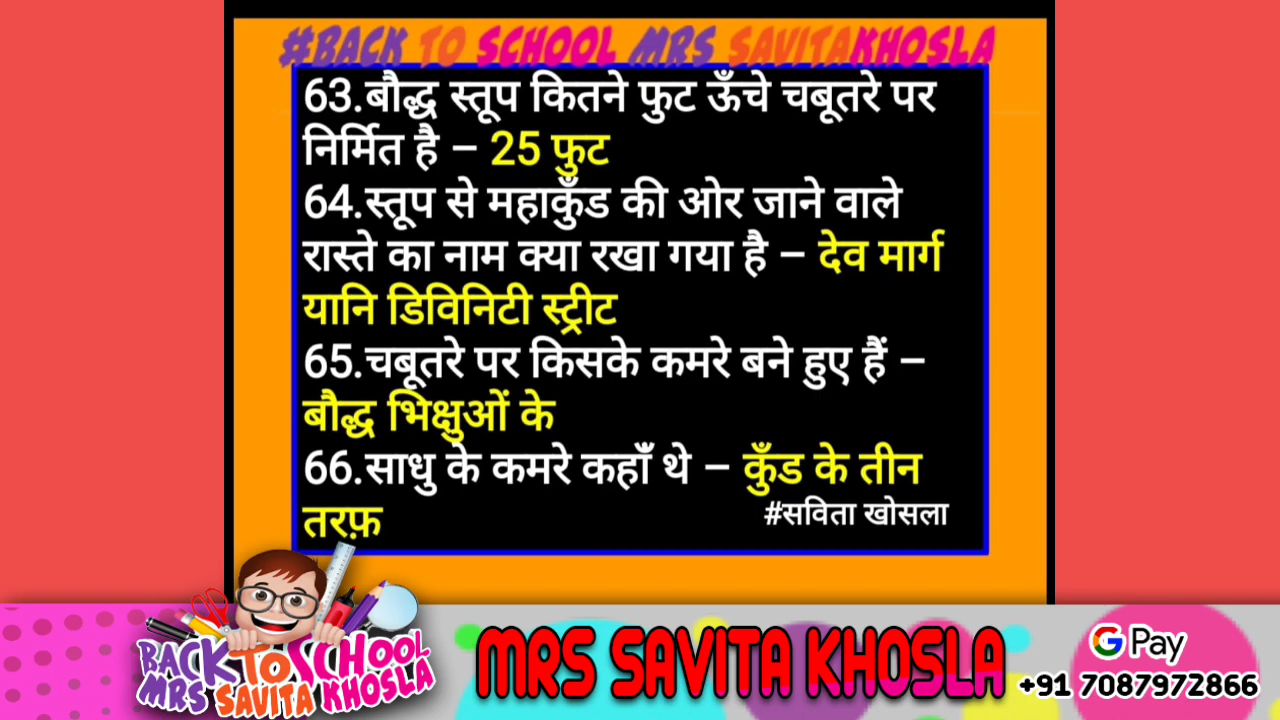 #BACK TO SCHOOL MRS SAVITAKHOSLA
63.बौद्ध स्तूप कितने फुट ऊँचे चबूतरे पर
निर्मित है – 25 फुट
64.स्तूप से महाकुँड की ओर जाने वाले
रास्ते का नाम क्या रखा गया है – देव मार्ग
यानि डिविनिटी स्ट्रीट
65.चबूतरे पर किसके कमरे बने हुए हैं –
बौद्ध भिक्षुओं के
66.साधु के कमरे कहाँ थे – कुँड के तीन
तरफ़
#सविता खोसला
BACK TO SCHOOL
MRS SAVITA KHOSLA
MRS SAVITA KHOSLA
G Pay
+91 7087972866